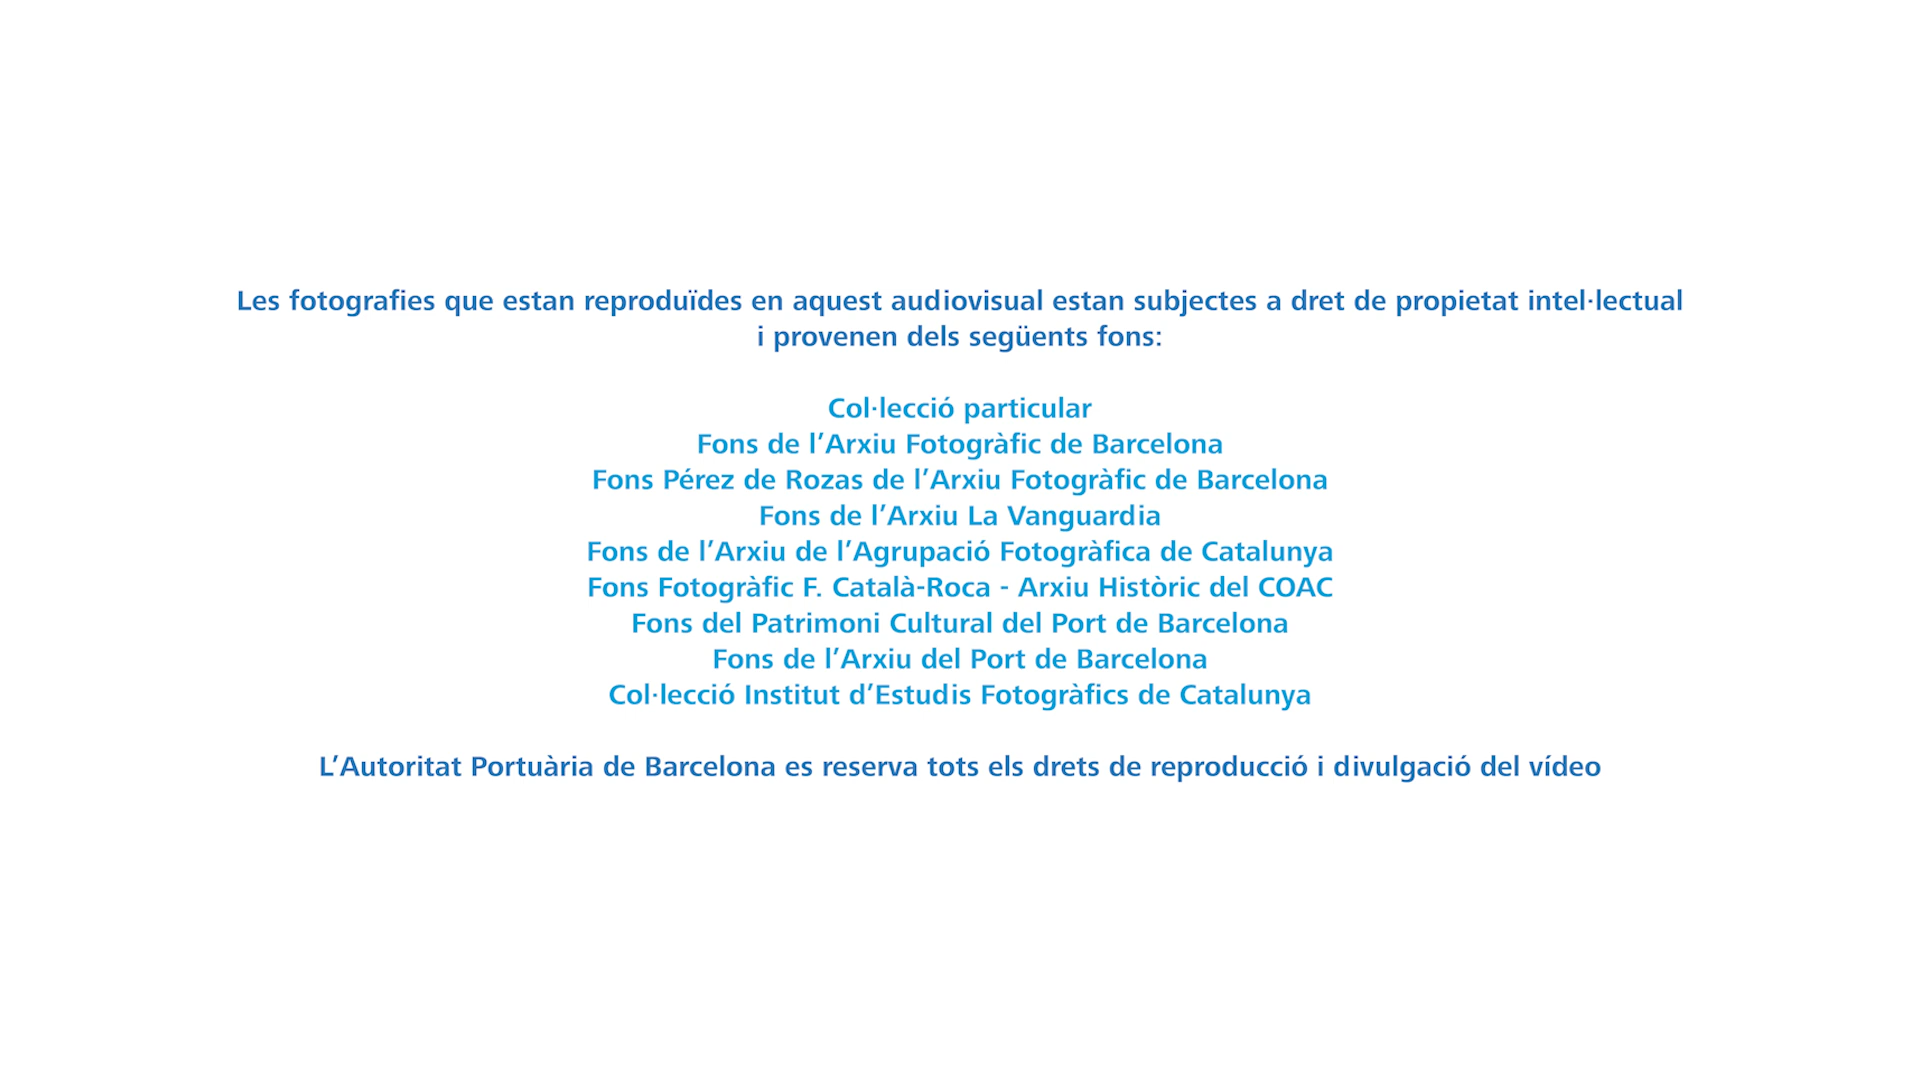 Les fotografies que estan reproduïdes en aquest audiovisual estan subjectes a dret de propietat intel·lectual
i provenen dels següents fons:
Col·lecció particular
Fons de l’Arxiu Fotogràfic de Barcelona
Fons Pérez de Rozas de l’Arxiu Fotogràfic de Barcelona
Fons de l’Arxiu La Vanguardia
Fons de l’Arxiu de l’Agrupació Fotogràfica de Catalunya
Fons Fotogràfic F. Català-Roca - Arxiu Històric del COAC
Fons del Patrimoni Cultural del Port de Barcelona
Fons de l’Arxiu del Port de Barcelona
Col·lecció Institut d’Estudis Fotogràfics de Catalunya
L’Autoritat Portuària de Barcelona es reserva tots els drets de reproducció i divulgació del vídeo